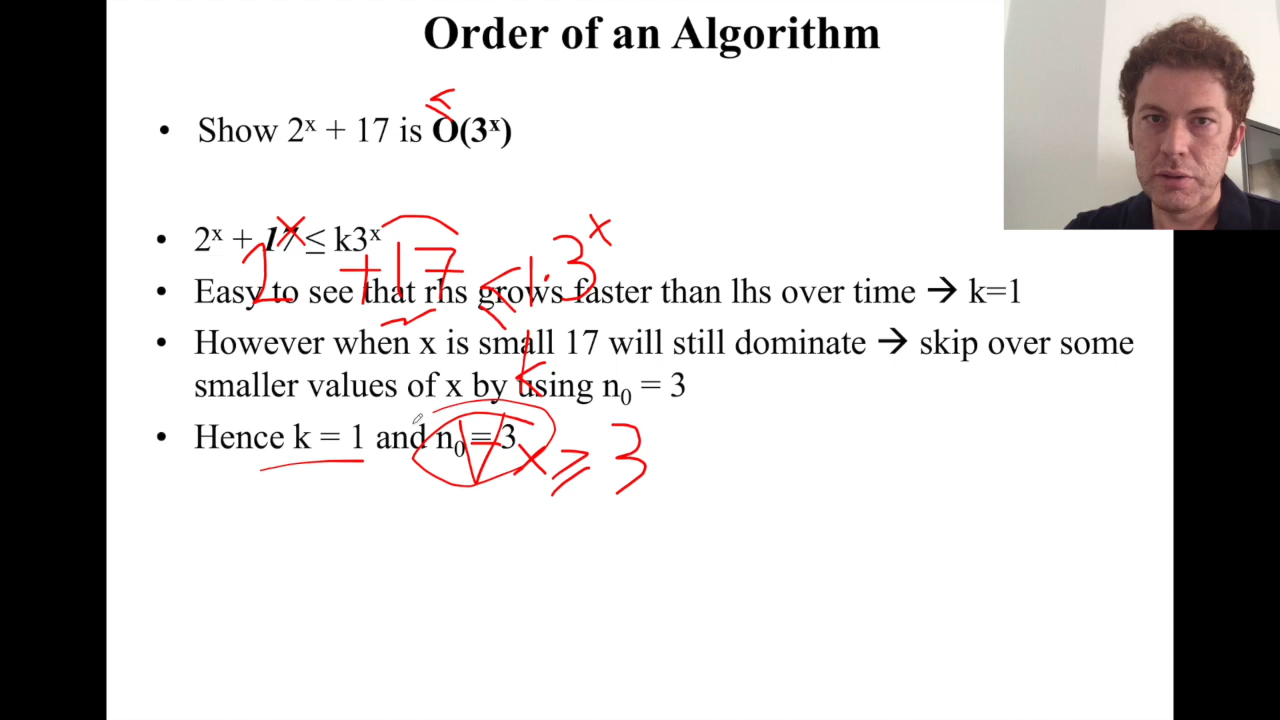 Order of an Algorithm
• Show 2ˣ + 17 is O(3ˣ)
≤
• 2ˣ + 17 ≤ k3ˣ
2ˣ + 17 ≤ 1·3ˣ
• Easy to see that rhs grows faster than lhs over time → k=1
k
• However when x is small 17 will still dominate → skip over some
smaller values of x by using n₀ = 3
• Hence k = 1 and n₀ = 3
∀ x ≥ 3